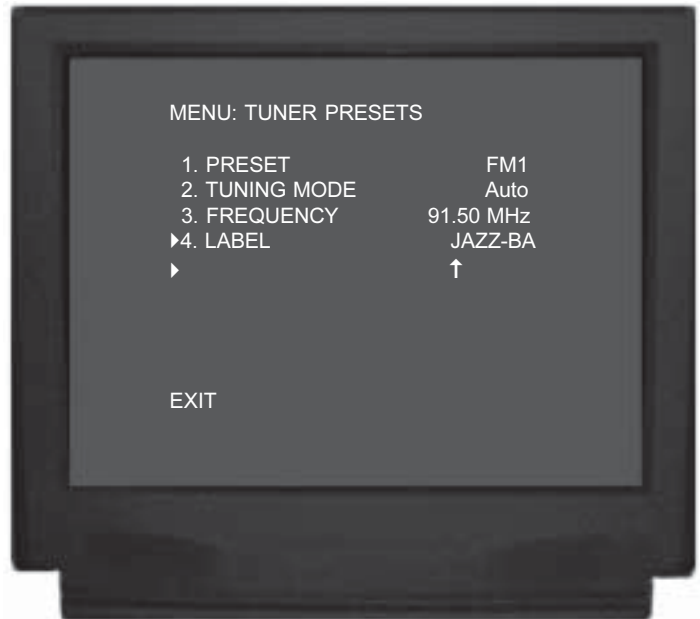 MENU: TUNER PRESETS
1. PRESET FM1
2. TUNING MODE Auto
3. FREQUENCY 91.50 MHz
4. LABEL JAZZ-BA
EXIT